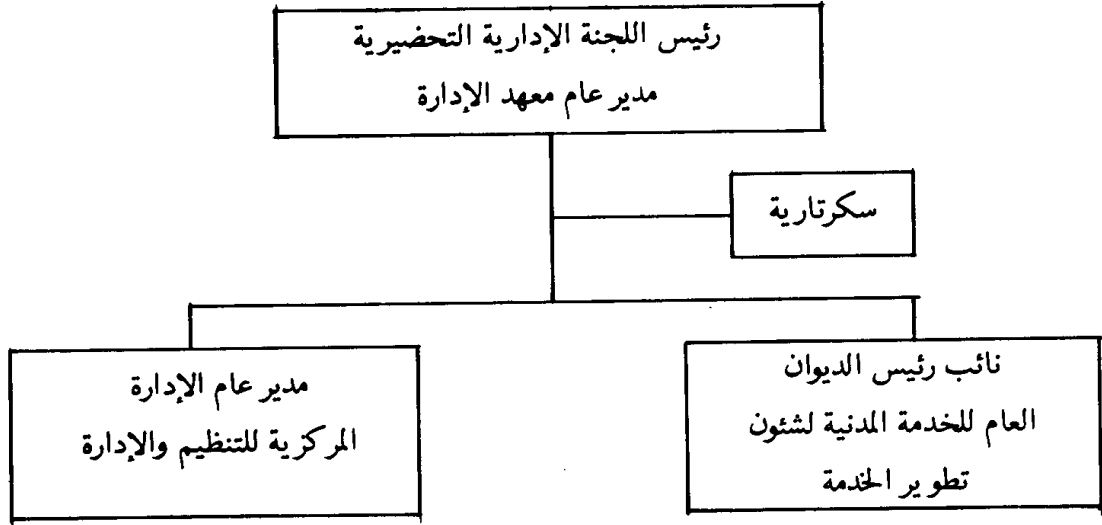 رئيس اللجنة الإدارية التحضيرية
مدير عام معهد الإدارة
سكرتارية
نائب رئيس الديوان
العام للخدمة المدنية لشئون
تطوير الخدمة
مدير عام الإدارة
المركزية للتنظيم والإدارة